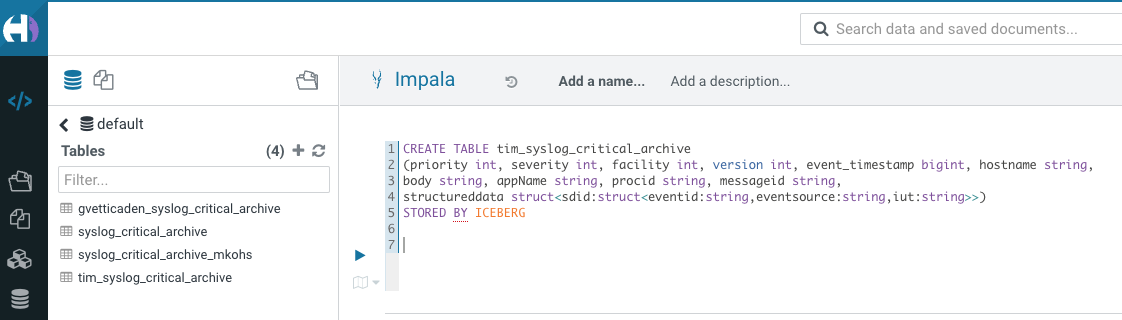 Search data and saved documents...
Impala
Add a name...
Add a description...
default
Tables
(4)
Filter...
gvetticaden_syslog_critical_archive
syslog_critical_archive
syslog_critical_archive_mkohs
tim_syslog_critical_archive
1 CREATE TABLE tim_syslog_critical_archive
2 (priority int, severity int, facility int, version int, event_timestamp bigint, hostname string,
3 body string, appName string, procid string, messageid string,
4 structureddata struct<sdid:struct<eventid:string,eventsource:string,iut:string>>)
5 STORED BY ICEBERG
6
7